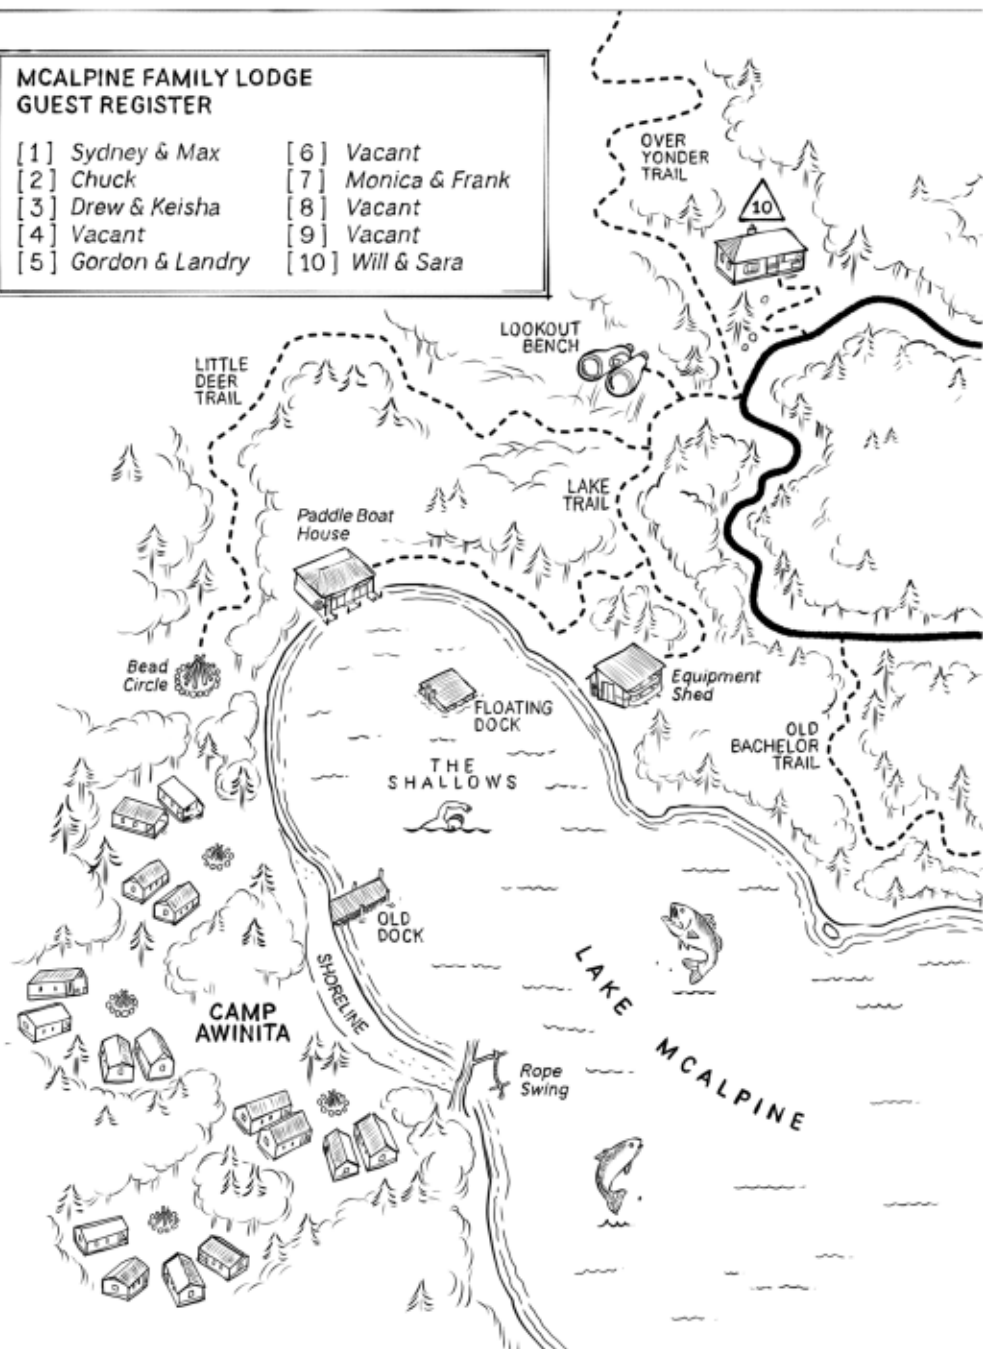 MCALPINE FAMILY LODGE
GUEST REGISTER
[1] Sydney & Max
[2] Chuck
[3] Drew & Keisha
[4] Vacant
[5] Gordon & Landry
[6] Vacant
[7] Monica & Frank
[8] Vacant
[9] Vacant
[10] Will & Sara
OVER
YONDER
TRAIL
10
LOOKOUT
BENCH
LITTLE
DEER
TRAIL
LAKE
TRAIL
Paddle Boat
House
Bead
Circle
Equipment
Shed
FLOATING
DOCK
OLD
BACHELOR
TRAIL
THE
SHALLOWS
OLD
DOCK
SHORELINE
CAMP
AWINITA
LAKE MCALPINE
Rope
Swing